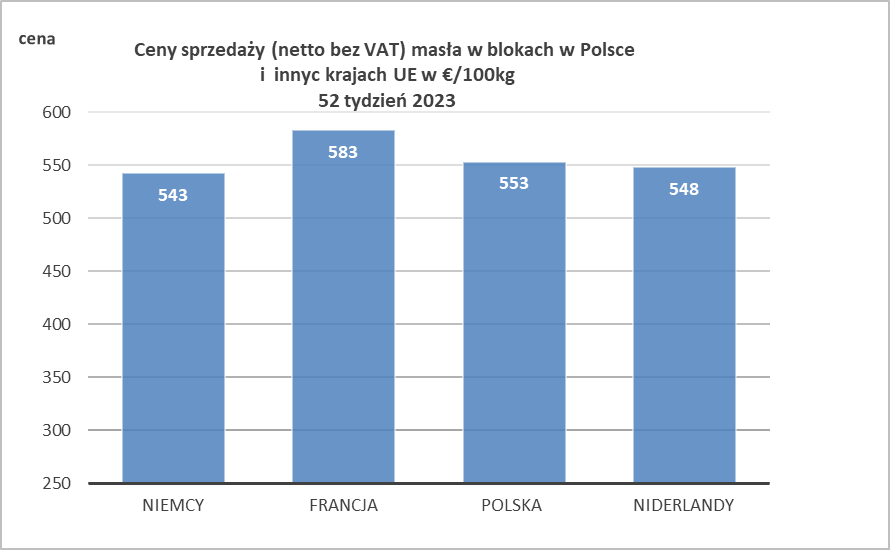 cena
Ceny sprzedaży (netto bez VAT) masła w blokach w Polsce
i innyc krajach UE w €/100kg
52 tydzień 2023
600
550
500
450
400
350
300
250
543
583
553
548
NIEMCY
FRANCJA
POLSKA
NIDERLANDY